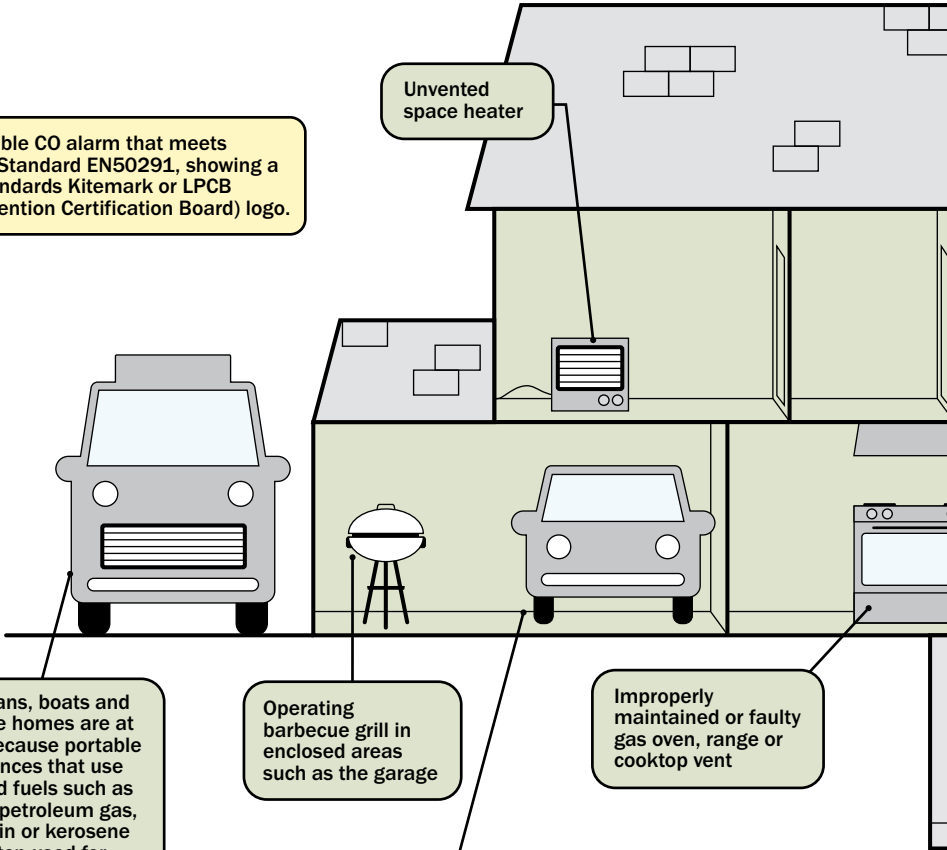 Unvented
space heater
ble CO alarm that meets
Standard EN50291, showing a
ndards Kitemark or LPCB
ention Certification Board) logo.
ans, boats and
e homes are at
ecause portable
nces that use
d fuels such as
petroleum gas,
in or kerosene
Operating
barbecue grill in
enclosed areas
such as the garage
Improperly
maintained or faulty
gas oven, range or
cooktop vent